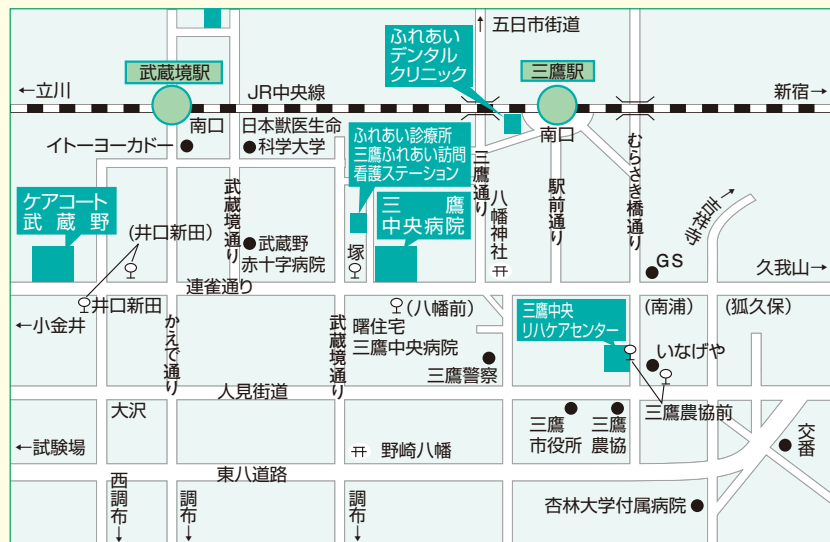 ↑五日市街道
ふれあい
デンタル
クリニック
武蔵境駅
三鷹駅
←立川
JR中央線
新宿→
南口
イトーヨーカドー
日本獣医生命
科学大学
南口
ふれあい診療所
三鷹ふれあい訪問
看護ステーション
三鷹通り
八幡神社
駅前通り
むらさき橋通り
→吉祥寺
ケアコート
武蔵野
(井口新田)
武蔵境通り
武蔵野
赤十字病院
三鷹
中央病院
塚
GS
久我山→
連雀通り
井口新田
←小金井
かえで通り
武蔵境通り
(八幡前)
曙住宅
三鷹中央病院
三鷹警察
三鷹中央
リハケアセンター
(南浦)
(狐久保)
いなげや
三鷹農協前
人見街道
大沢
三鷹
市役所
三鷹
農協
交番
←試験場
野崎八幡
東八道路
西調布→
調布→
調布→
杏林大学付属病院